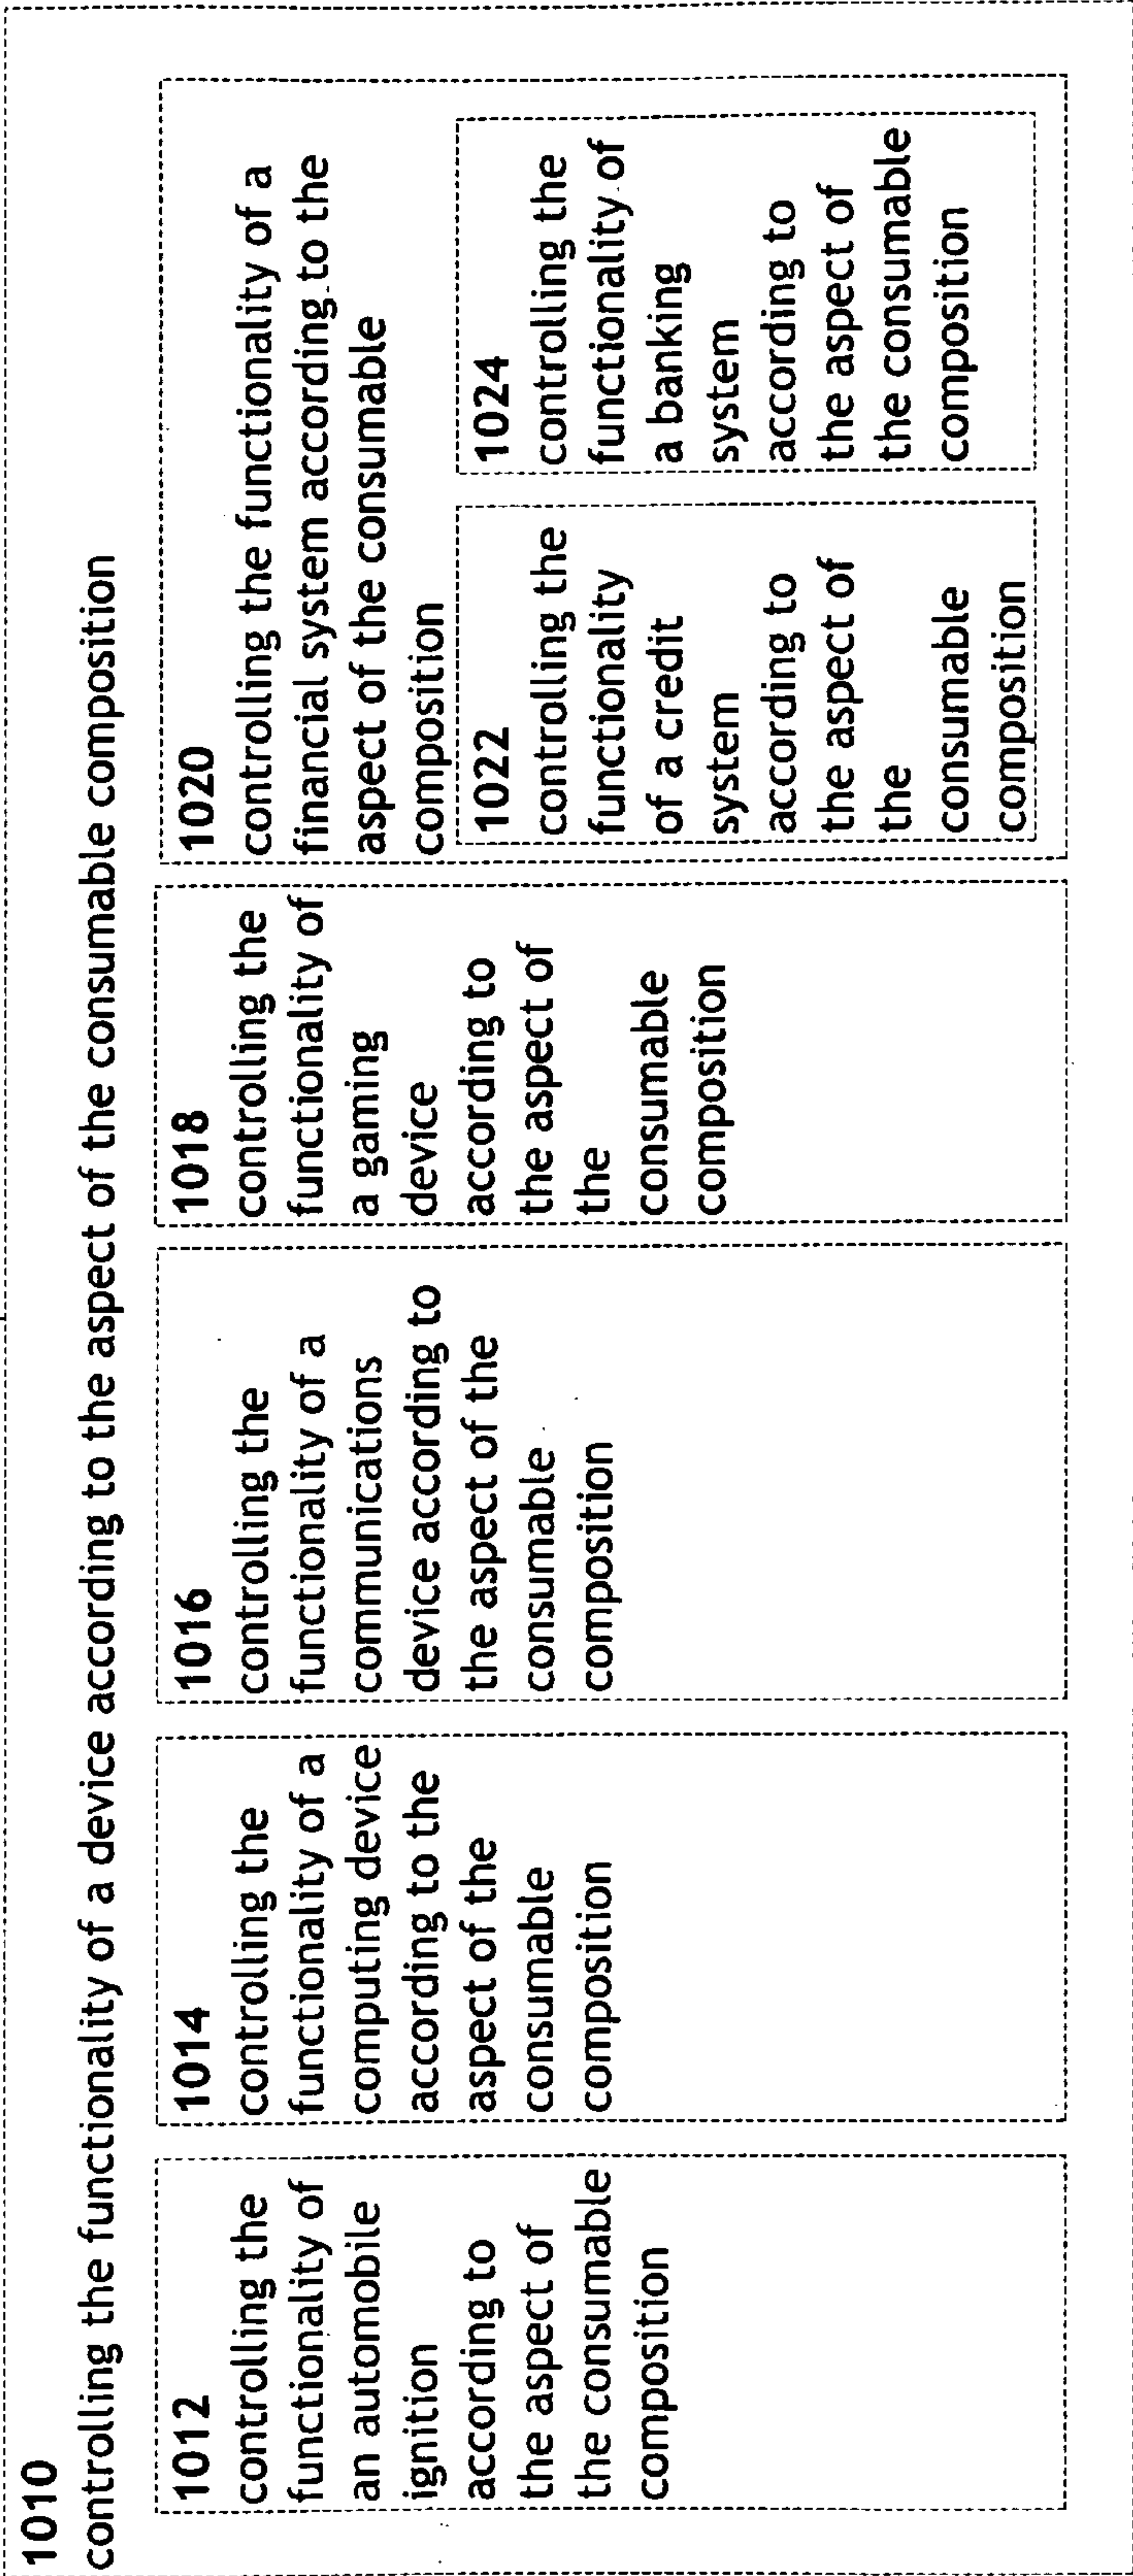 1010
controlling the functionality of a device according to the aspect of the consumable composition
1012
controlling the
functionality of
an automobile
ignition
according to
the aspect of
the consumable
composition
1014
controlling the
functionality of a
computing device
according to the
aspect of the
consumable
composition
1016
controlling the
functionality of a
communications
device according to
the aspect of the
consumable
composition
1018
controlling the
functionality of
a gaming
device
according to
the aspect of
the
consumable
composition
1020
controlling the functionality of a
financial system according to the
aspect of the consumable
composition
1022
controlling the
functionality
of a credit
system
according to
the aspect of
the
consumable
composition
1024
controlling the
functionality of
a banking
system
according to
the aspect of
the consumable
composition